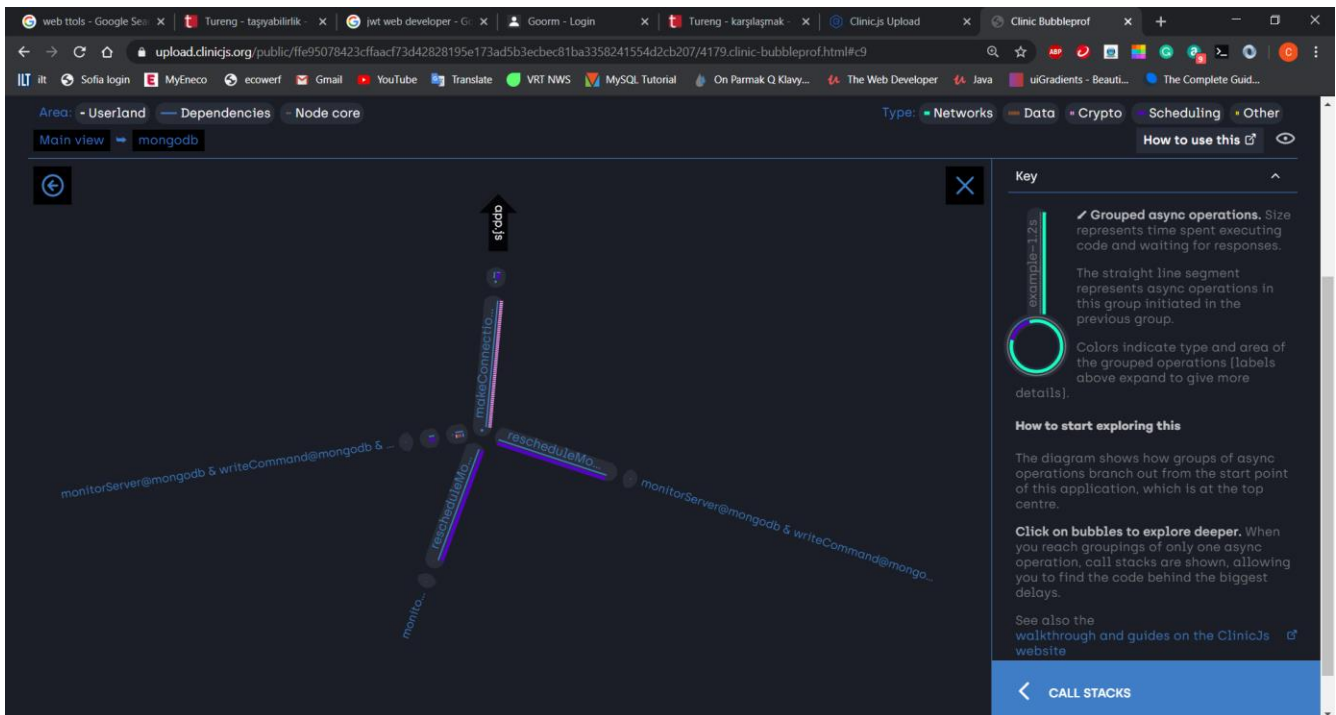 web ttols - Google Sea
Tureng - taşıyabilirlik -
jwt web developer - Go
Goorm - Login
Tureng - karşılaşmak -
Clinic.js Upload
Clinic Bubbleprof
upload.clinicjs.org/public/ffe95078423cffaacf73d42828195e173ad5b3ecbec81ba3358241554d2cb207/4179.clinic-bubbleprof.html#c9
ABP
C
ilt
Sofia login
MyEneco
ecowerf
Gmail
YouTube
Translate
VRT NWS
MySQL Tutorial
On Parmak Q Klavy...
The Web Developer
Java
uiGradients - Beauti...
The Complete Guid...
Area: Userland Dependencies Node core
Type: Networks Data Crypto Scheduling Other
Main view mongodb
How to use this
Key
app.js
example-1.2s
Grouped async operations. Size
represents time spent executing
code and waiting for responses.
The straight line segment
represents async operations in
this group initiated in the
previous group.
Colors indicate type and area of
the grouped operations [labels
above expand to give more
details].
makeConnectio...
rescheduleMo...
rescheduleMo...
monitorServer@mongodb & writeCommand@mongodb & ...
monitorServer@mongodb & writeCommand@mongo...
monito...
How to start exploring this
The diagram shows how groups of async
operations branch out from the start point
of this application, which is at the top
centre.
Click on bubbles to explore deeper. When
you reach groupings of only one async
operation, call stacks are shown, allowing
you to find the code behind the biggest
delays.
See also the
walkthrough and guides on the ClinicJs
website
CALL STACKS